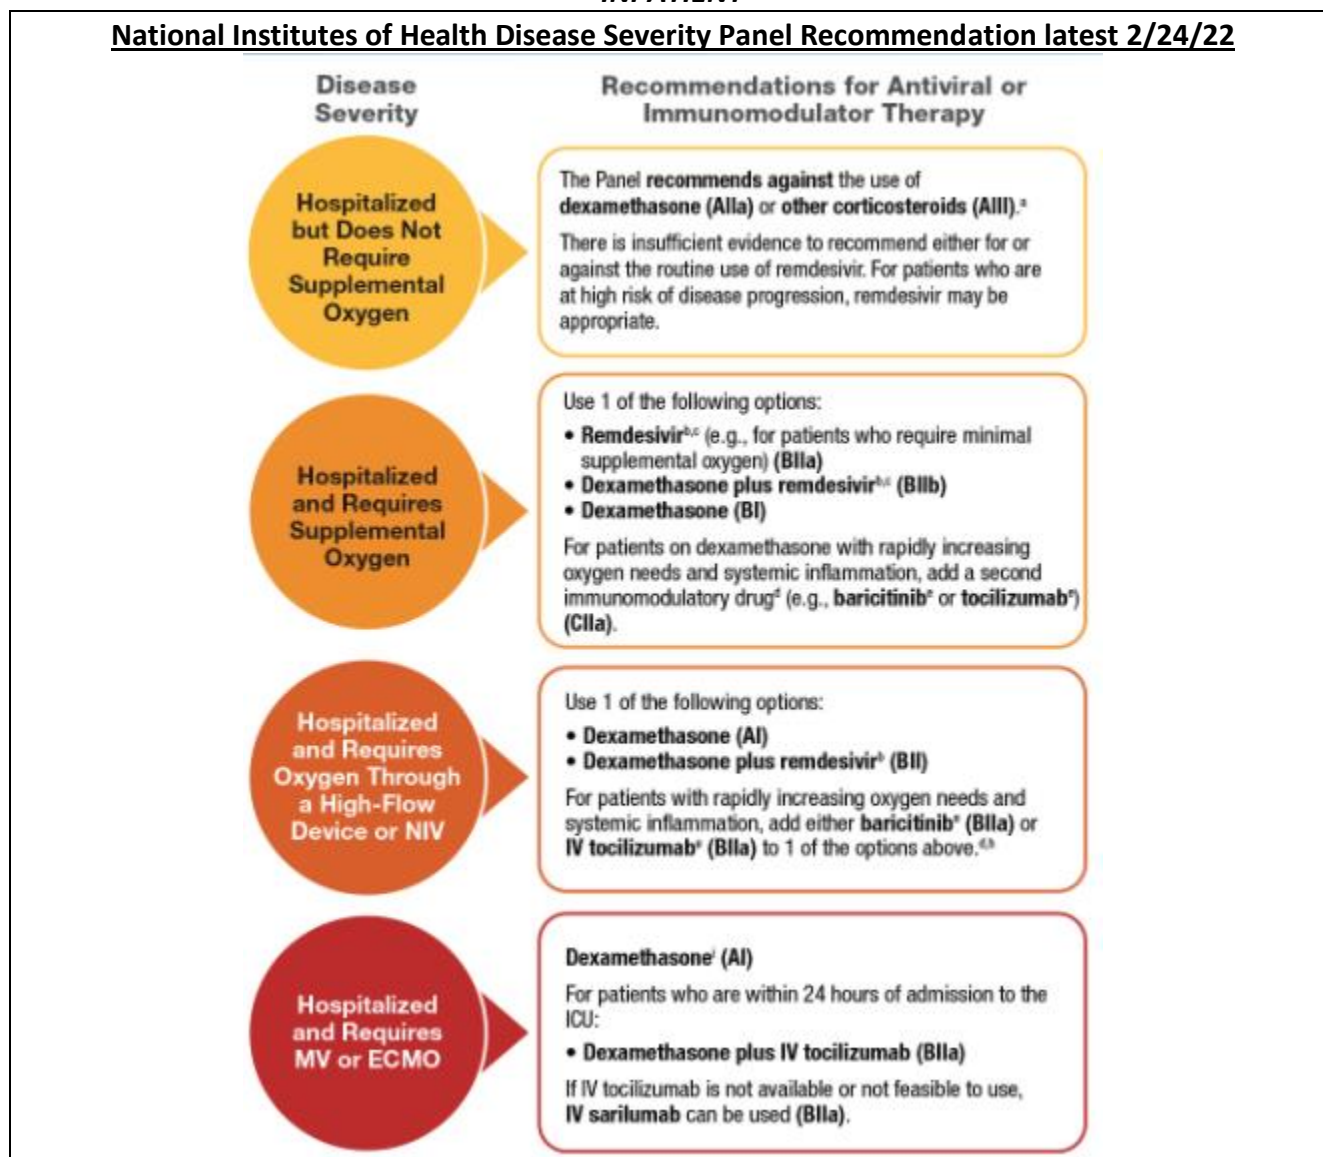 INPATIENT
National Institutes of Health Disease Severity Panel Recommendation latest 2/24/22
Disease
Severity
Recommendations for Antiviral or
Immunomodulator Therapy
Hospitalized
but Does Not
Require
Supplemental
Oxygen
The Panel recommends against the use of
dexamethasone (AIIa) or other corticosteroids (AIII).ᵃ
There is insufficient evidence to recommend either for or
against the routine use of remdesivir. For patients who are
at high risk of disease progression, remdesivir may be
appropriate.
Hospitalized
and Requires
Supplemental
Oxygen
Use 1 of the following options:
• Remdesivirᵇ,ᶜ (e.g., for patients who require minimal
supplemental oxygen) (BIIa)
• Dexamethasone plus remdesivirᵇ,ᶜ (BIIb)
• Dexamethasone (BI)
For patients on dexamethasone with rapidly increasing
oxygen needs and systemic inflammation, add a second
immunomodulatory drugᵈ (e.g., baricitinibᵉ or tocilizumabᵉ)
(CIIa).
Hospitalized
and Requires
Oxygen Through
a High-Flow
Device or NIV
Use 1 of the following options:
• Dexamethasone (AI)
• Dexamethasone plus remdesivirᵇ (BII)
For patients with rapidly increasing oxygen needs and
systemic inflammation, add either baricitinibᵉ (BIIa) or
IV tocilizumabᵉ (BIIa) to 1 of the options above.ᵈ,ʰ
Hospitalized
and Requires
MV or ECMO
Dexamethasoneⁱ (AI)
For patients who are within 24 hours of admission to the
ICU:
• Dexamethasone plus IV tocilizumab (BIIa)
If IV tocilizumab is not available or not feasible to use,
IV sarilumab can be used (BIIa).